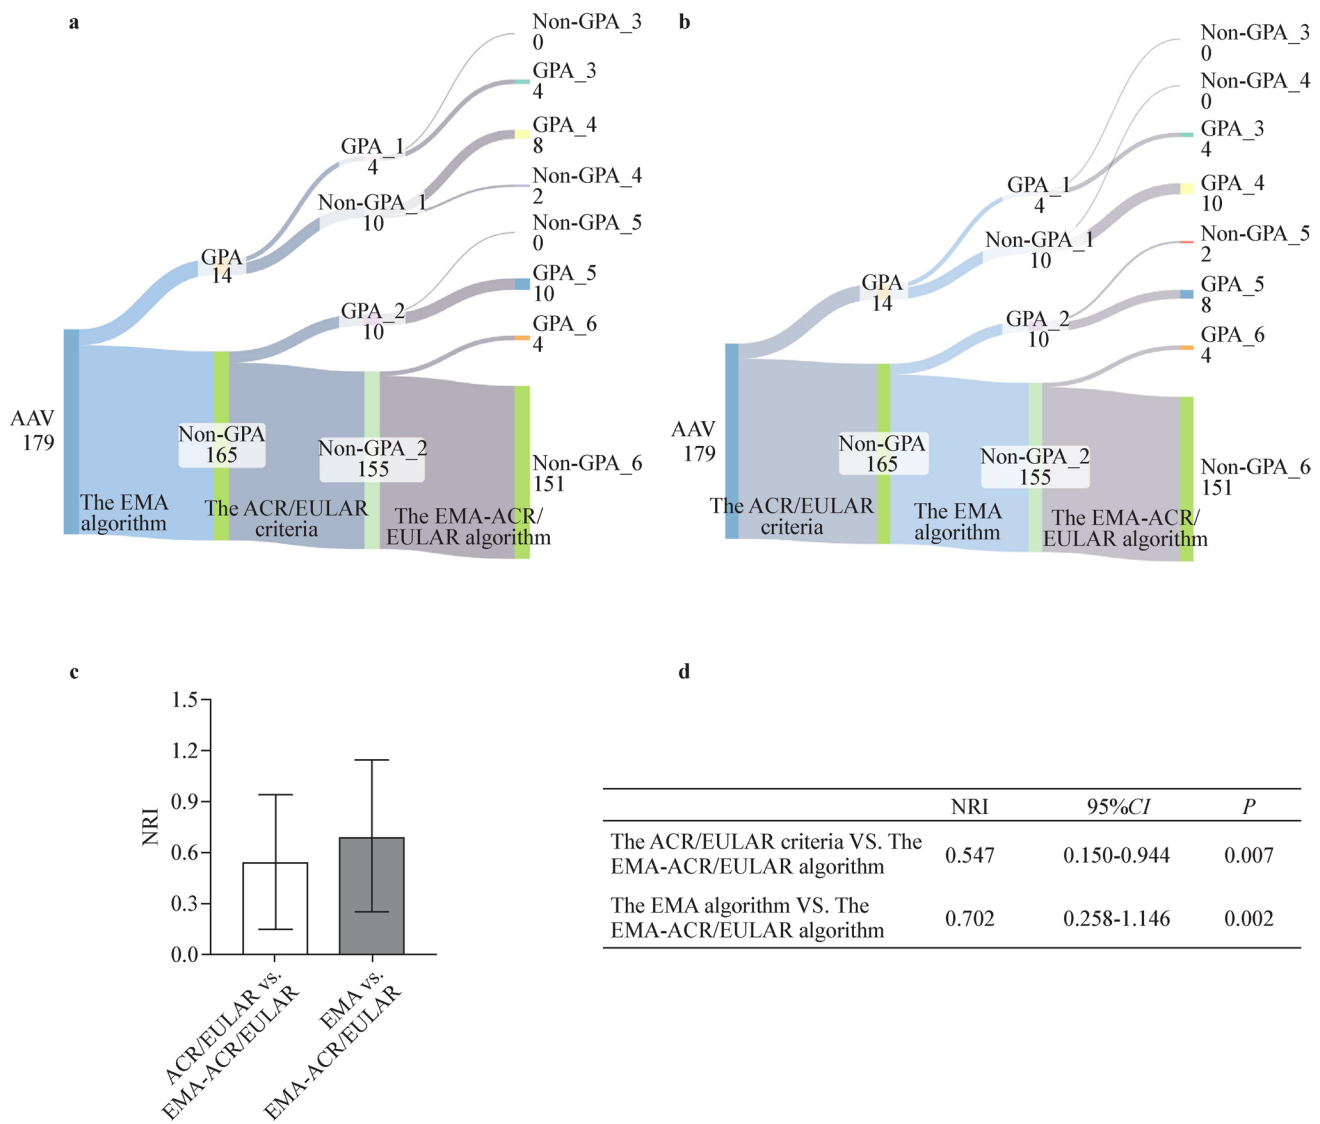 a
Non-GPA_3
0
GPA_3
4
GPA_4
8
GPA_1
4
Non-GPA_4
2
Non-GPA_1
10
Non-GPA_5
0
GPA
14
GPA_5
10
GPA_2
10
GPA_6
4
AAV
179
Non-GPA
165
Non-GPA_2
155
Non-GPA_6
151
The EMA
algorithm
The ACR/EULAR
criteria
The EMA-ACR/
EULAR algorithm
b
Non-GPA_3
0
Non-GPA_4
0
GPA_3
4
GPA_1
4
GPA_4
10
Non-GPA_1
10
Non-GPA_5
2
GPA
14
GPA_5
8
GPA_2
10
GPA_6
4
AAV
179
Non-GPA
165
Non-GPA_2
155
Non-GPA_6
151
The ACR/EULAR
criteria
The EMA
algorithm
The EMA-ACR/
EULAR algorithm
c
NRI
1.5
1.2
0.9
0.6
0.3
0.0
ACR/EULAR vs.
EMA-ACR/EULAR
EMA vs.
EMA-ACR/EULAR
d
NRI 95%CI P
The ACR/EULAR criteria VS. The
EMA-ACR/EULAR algorithm 0.547 0.150-0.944 0.007
The EMA algorithm VS. The
EMA-ACR/EULAR algorithm 0.702 0.258-1.146 0.002